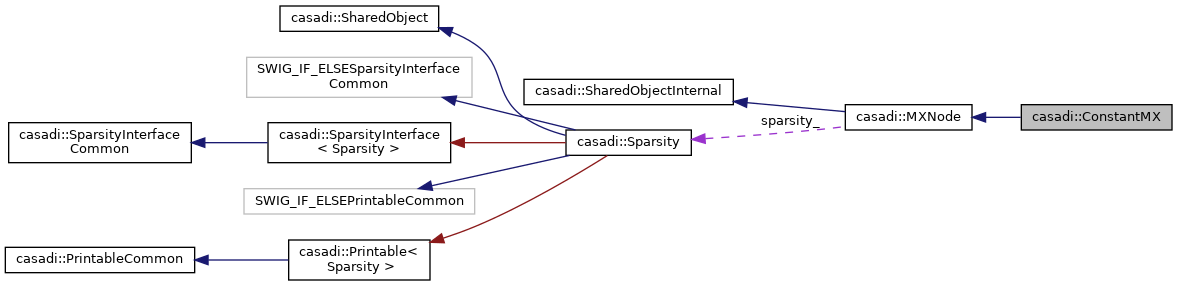 casadi::SharedObject
SWIG_IF_ELSESparsityInterface
Common
casadi::SharedObjectInternal
casadi::MXNode
casadi::ConstantMX
sparsity_
casadi::SparsityInterface
Common
casadi::SparsityInterface
< Sparsity >
casadi::Sparsity
SWIG_IF_ELSEPrintableCommon
casadi::PrintableCommon
casadi::Printable<
Sparsity >